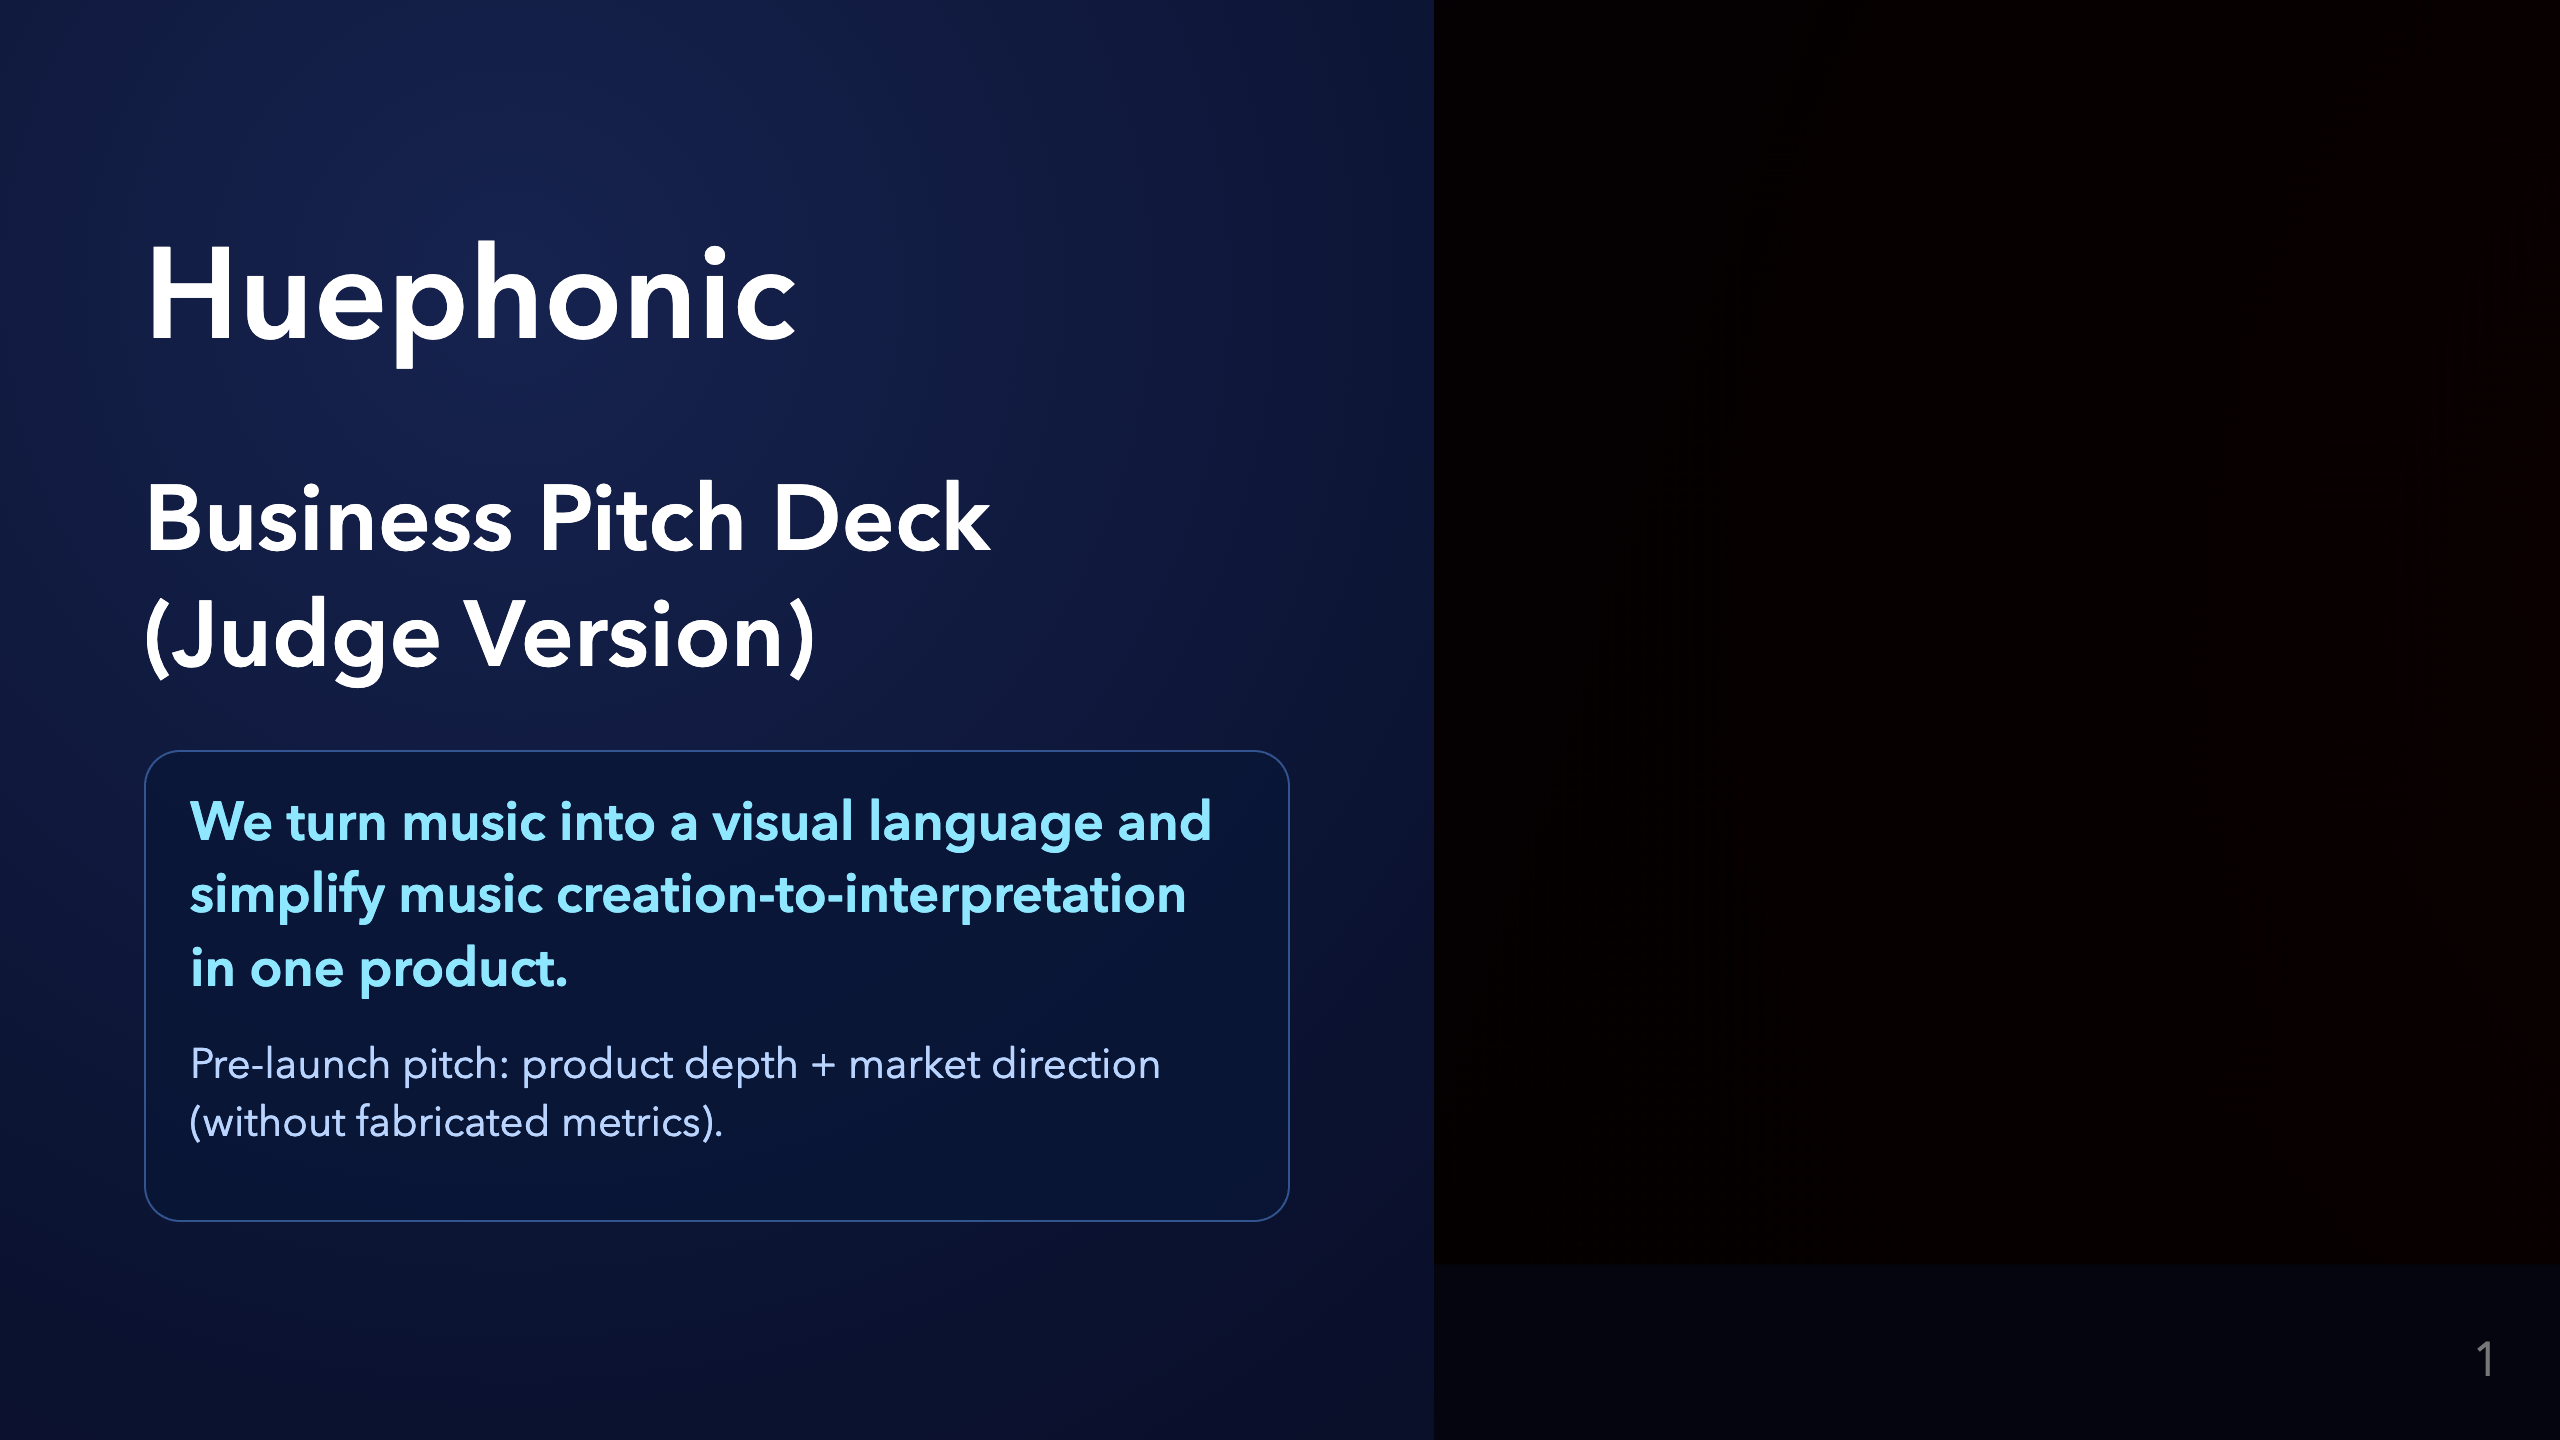 Huephonic
Business Pitch Deck
(Judge Version)
We turn music into a visual language and
simplify music creation-to-interpretation
in one product.
Pre-launch pitch: product depth + market direction
(without fabricated metrics).
1